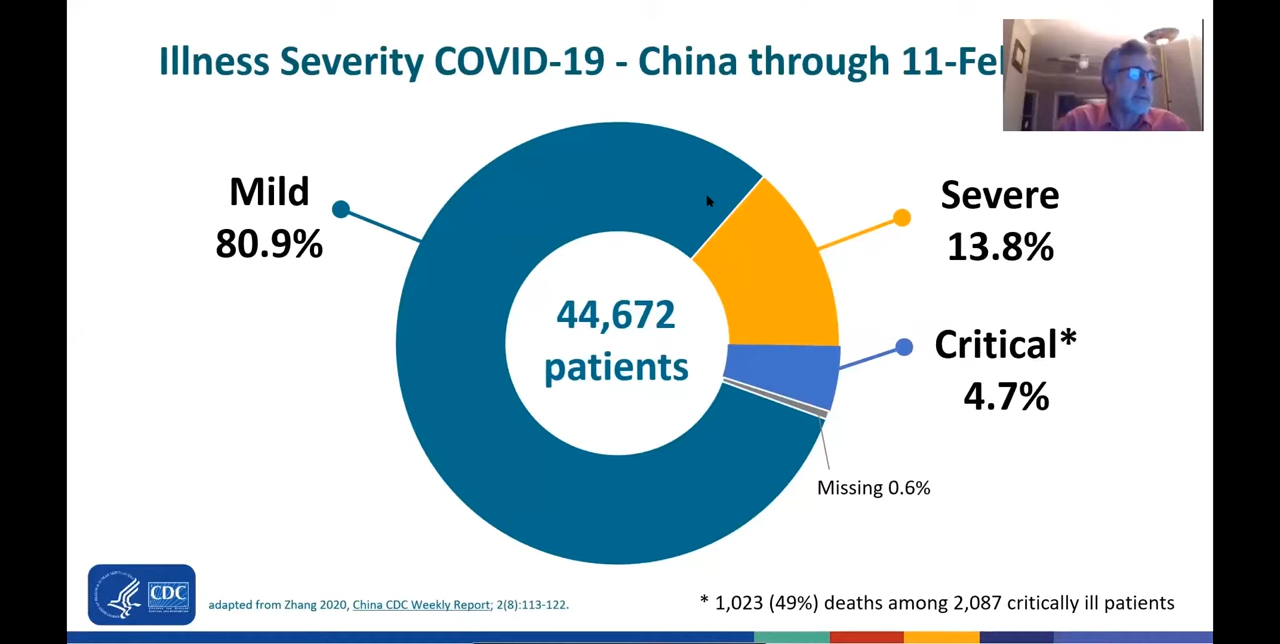 Illness Severity COVID-19 - China through 11-Fe
Mild
80.9%
Severe
13.8%
44,672
patients
Critical*
4.7%
Missing 0.6%
CDC
adapted from Zhang 2020, China CDC Weekly Report; 2(8):113-122.
* 1,023 (49%) deaths among 2,087 critically ill patients